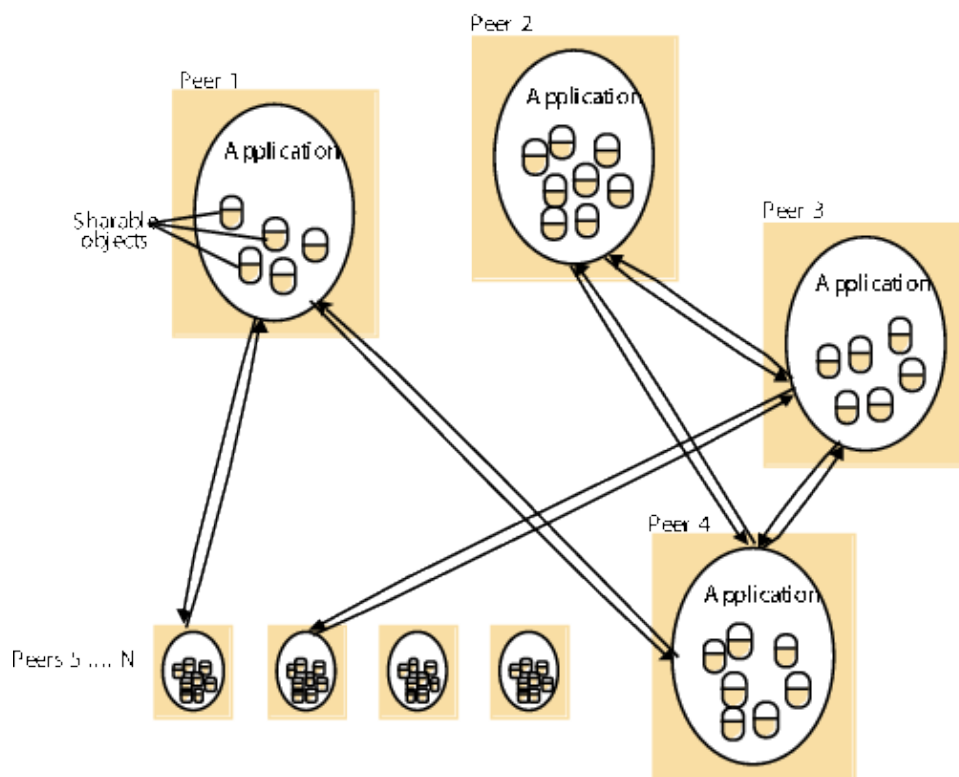 Peer 2
Peer 1
Application
Application
Sharable
objects
Peer 3
Application
Peer 4
Application
Peers 5 .... N